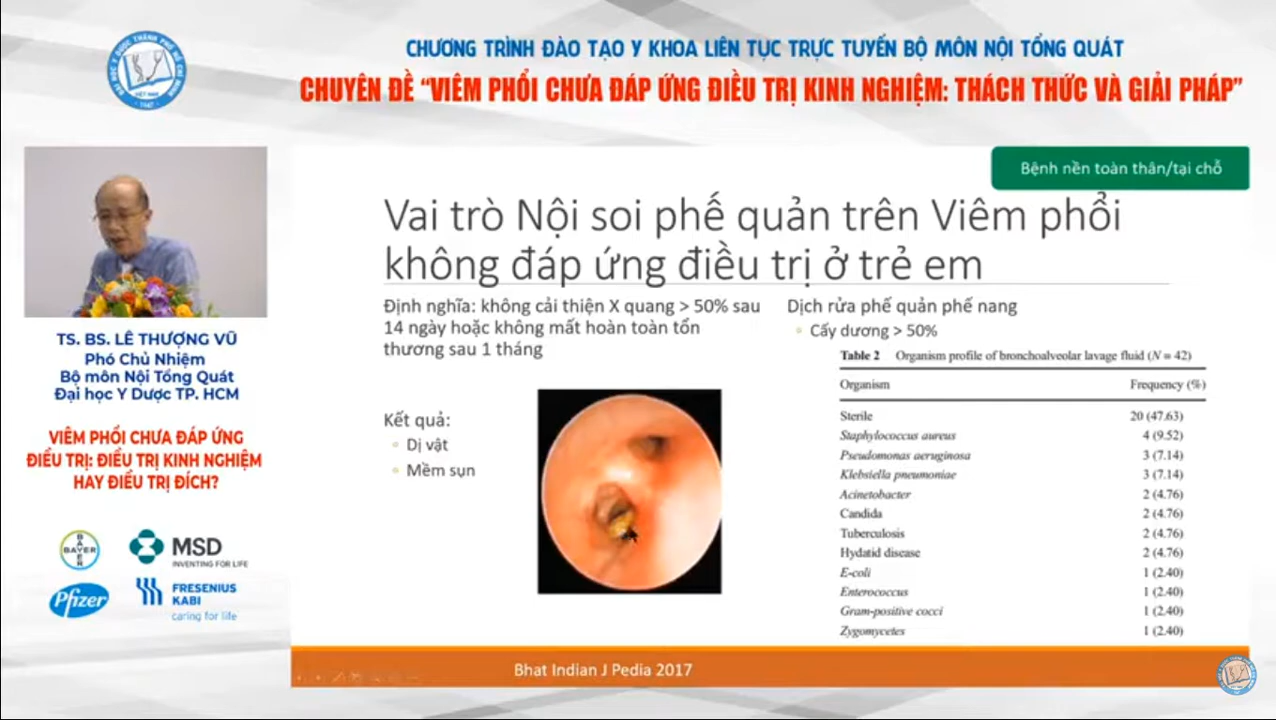 CHƯƠNG TRÌNH ĐÀO TẠO Y KHOA LIÊN TỤC TRỰC TUYẾN BỘ MÔN NỘI TỔNG QUÁT
CHUYÊN ĐỀ “VIÊM PHỔI CHƯA ĐÁP ỨNG ĐIỀU TRỊ KINH NGHIỆM: THÁCH THỨC VÀ GIẢI PHÁP”
TS. BS. LÊ THƯỢNG VŨ
Phó Chủ Nhiệm
Bộ môn Nội Tổng Quát
Đại học Y Dược TP. HCM
VIÊM PHỔI CHƯA ĐÁP ỨNG
ĐIỀU TRỊ: ĐIỀU TRỊ KINH NGHIỆM
HAY ĐIỀU TRỊ ĐÍCH?
BAYER
MSD
INVENTING FOR LIFE
Pfizer
FRESENIUS
KABI
caring for life
Bệnh nền toàn thân/tại chỗ
Vai trò Nội soi phế quản trên Viêm phổi
không đáp ứng điều trị ở trẻ em
Định nghĩa: không cải thiện X quang > 50% sau
14 ngày hoặc không mất hoàn toàn tổn
thương sau 1 tháng
Kết quả:
Dị vật
Mềm sụn
Dịch rửa phế quản phế nang
Cấy dương > 50%
Table 2 Organism profile of bronchoalveolar lavage fluid (N = 42)
Organism Frequency (%)
Sterile 20 (47.63)
Staphylococcus aureus 4 (9.52)
Pseudomonas aeruginosa 3 (7.14)
Klebsiella pneumoniae 3 (7.14)
Acinetobacter 2 (4.76)
Candida 2 (4.76)
Tuberculosis 2 (4.76)
Hydatid disease 2 (4.76)
E-coli 1 (2.40)
Enterococcus 1 (2.40)
Gram-positive cocci 1 (2.40)
Zygomycetes 1 (2.40)
Bhat Indian J Pedia 2017